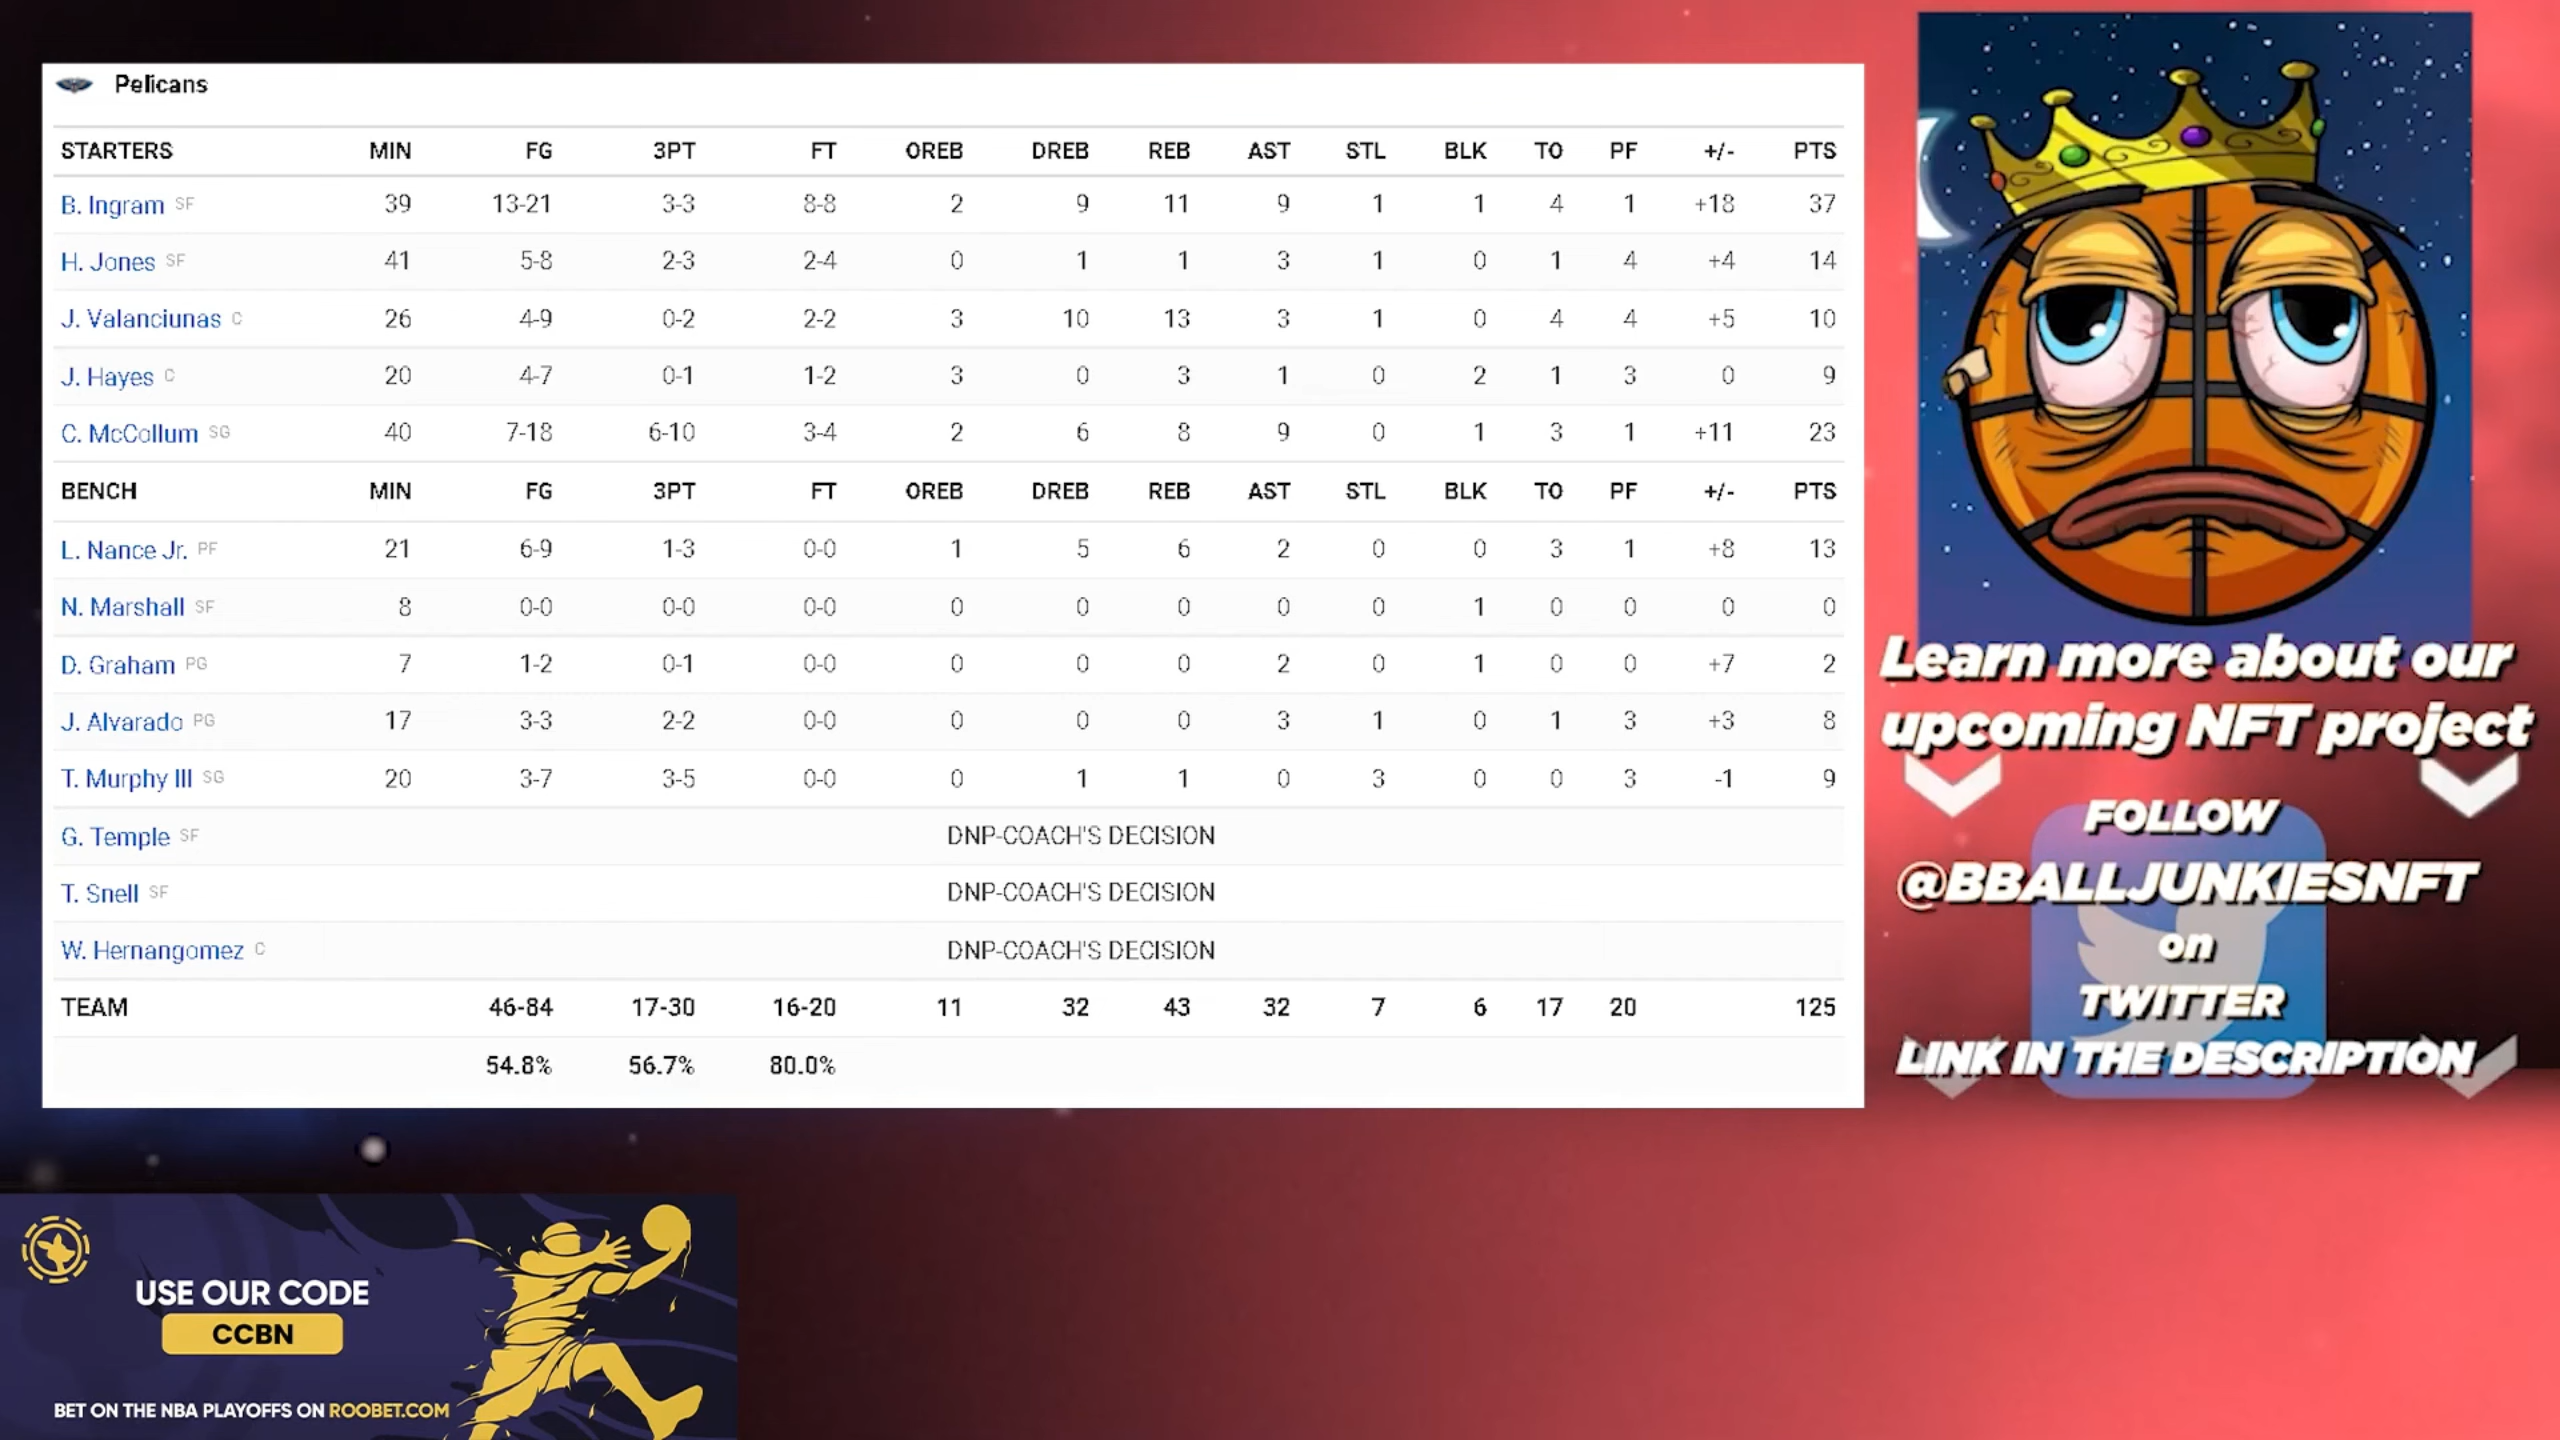 Pelicans
STARTERS MIN FG 3PT FT OREB DREB REB AST STL BLK TO PF +/- PTS
B. Ingram SF 39 13-21 3-3 8-8 2 9 11 9 1 1 4 1 +18 37
H. Jones SF 41 5-8 2-3 2-4 0 1 1 3 1 0 1 4 +4 14
J. Valanciunas C 26 4-9 0-2 2-2 3 10 13 3 1 0 4 4 +5 10
J. Hayes C 20 4-7 0-1 1-2 3 0 3 1 0 2 1 3 0 9
C. McCollum SG 40 7-18 6-10 3-4 2 6 8 9 0 1 3 1 +11 23
BENCH MIN FG 3PT FT OREB DREB REB AST STL BLK TO PF +/- PTS
L. Nance Jr. PF 21 6-9 1-3 0-0 1 5 6 2 0 0 3 1 +8 13
N. Marshall SF 8 0-0 0-0 0-0 0 0 0 0 0 1 0 0 0 0
D. Graham PG 7 1-2 0-1 0-0 0 0 0 2 0 1 0 0 +7 2
J. Alvarado PG 17 3-3 2-2 0-0 0 0 0 3 1 0 1 3 +3 8
T. Murphy III SG 20 3-7 3-5 0-0 0 1 1 0 3 0 0 3 -1 9
G. Temple SF DNP-COACH'S DECISION
T. Snell SF DNP-COACH'S DECISION
W. Hernangomez C DNP-COACH'S DECISION
TEAM 46-84 17-30 16-20 11 32 43 32 7 6 17 20 125
54.8% 56.7% 80.0%
Learn more about our
upcoming NFT project
FOLLOW
@BBALLJUNKIESNFT
on
TWITTER
LINK IN THE DESCRIPTION
USE OUR CODE
CCBN
BET ON THE NBA PLAYOFFS ON ROOBET.COM